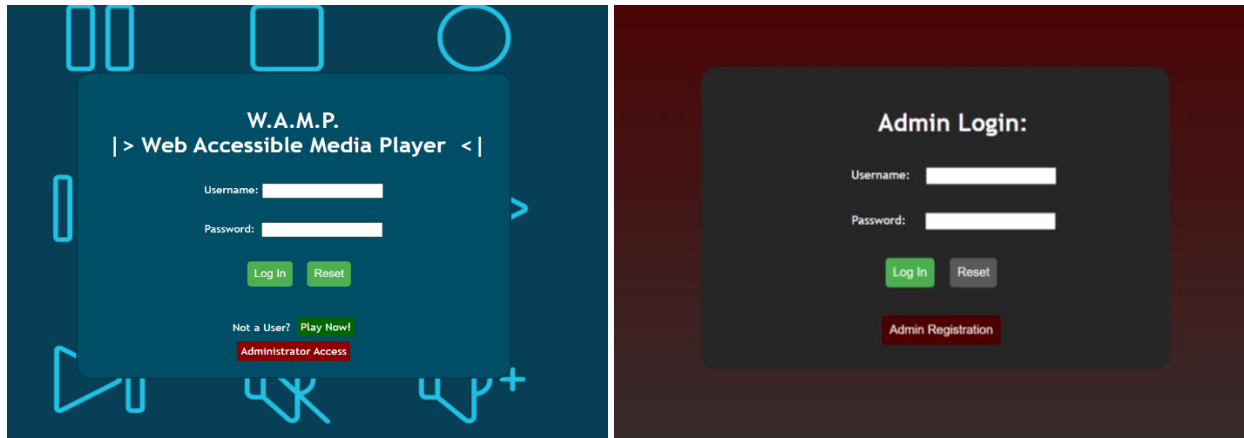 W.A.M.P.
|> Web Accessible Media Player <|
Username:
Password:
Log In Reset
Not a User? Play Now!
Administrator Access
Admin Login:
Username:
Password:
Log In Reset
Admin Registration